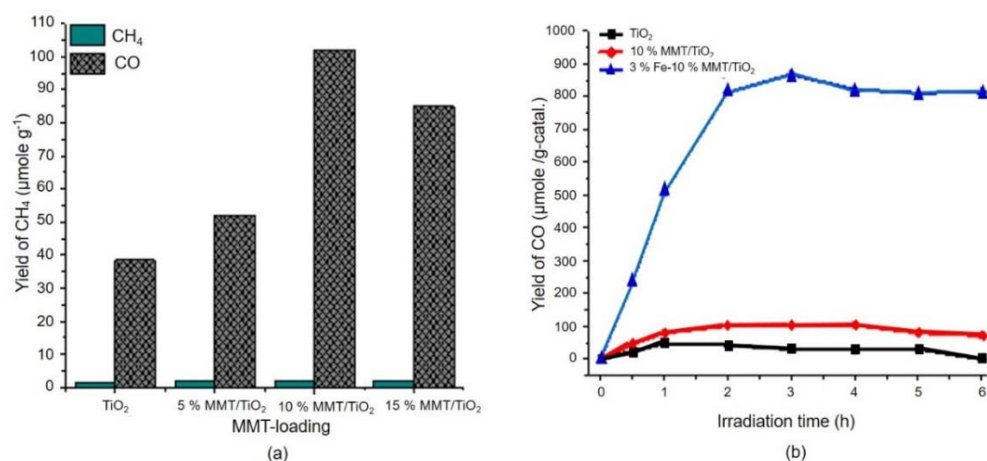 110
100
90
80
70
60
50
40
30
20
10
0
Yield of CH₄ (μmole g⁻¹)
CH₄
CO
TiO₂
5 % MMT/TiO₂
10 % MMT/TiO₂
15 % MMT/TiO₂
MMT-loading
(a)
1000
900
800
700
600
500
400
300
200
100
0
Yield of CO (μmole /g-catal.)
TiO₂
10 % MMT/TiO₂
3 % Fe-10 % MMT/TiO₂
0 1 2 3 4 5 6
Irradiation time (h)
(b)